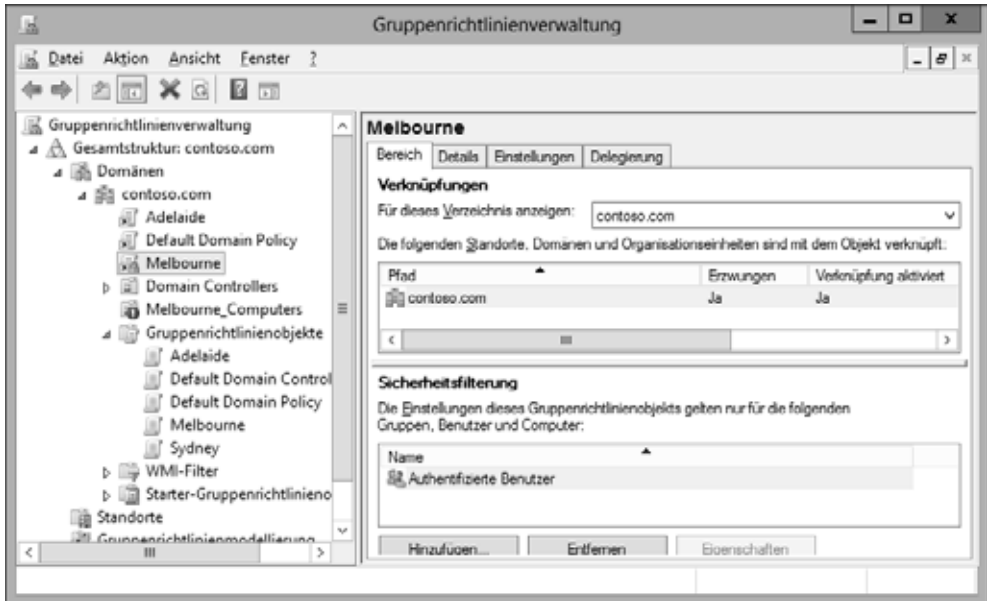 Gruppenrichtlinienverwaltung
Datei Aktion Ansicht Fenster ?
Gruppenrichtlinienverwaltung
Gesamtstruktur: contoso.com
Domänen
contoso.com
Adelaide
Default Domain Policy
Melbourne
Domain Controllers
Melbourne_Computers
Gruppenrichtlinienobjekte
Adelaide
Default Domain Control
Default Domain Policy
Melbourne
Sydney
WMI-Filter
Starter-Gruppenrichtlinieno
Standorte
Gruppenrichtlinienmodellierung
Melbourne
Bereich Details Einstellungen Delegierung
Verknüpfungen
Für dieses Verzeichnis anzeigen: contoso.com
Die folgenden Standorte, Domänen und Organisationseinheiten sind mit dem Objekt verknüpft:
Pfad Erzwungen Verknüpfung aktiviert
contoso.com Ja Ja
Sicherheitsfilterung
Die Einstellungen dieses Gruppenrichtlinienobjekts gelten nur für die folgenden
Gruppen, Benutzer und Computer:
Name
Authentifizierte Benutzer
Hinzufügen... Entfernen Eigenschaften